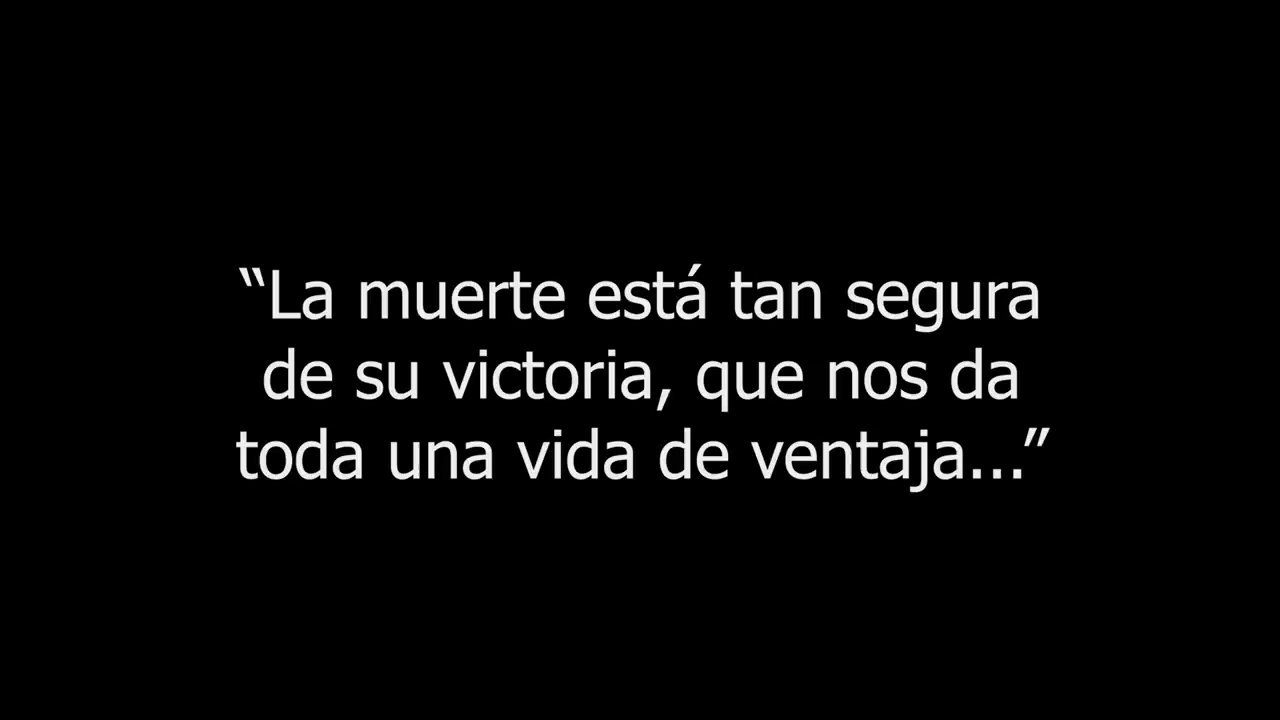 “La muerte está tan segura
de su victoria, que nos da
toda una vida de ventaja...”